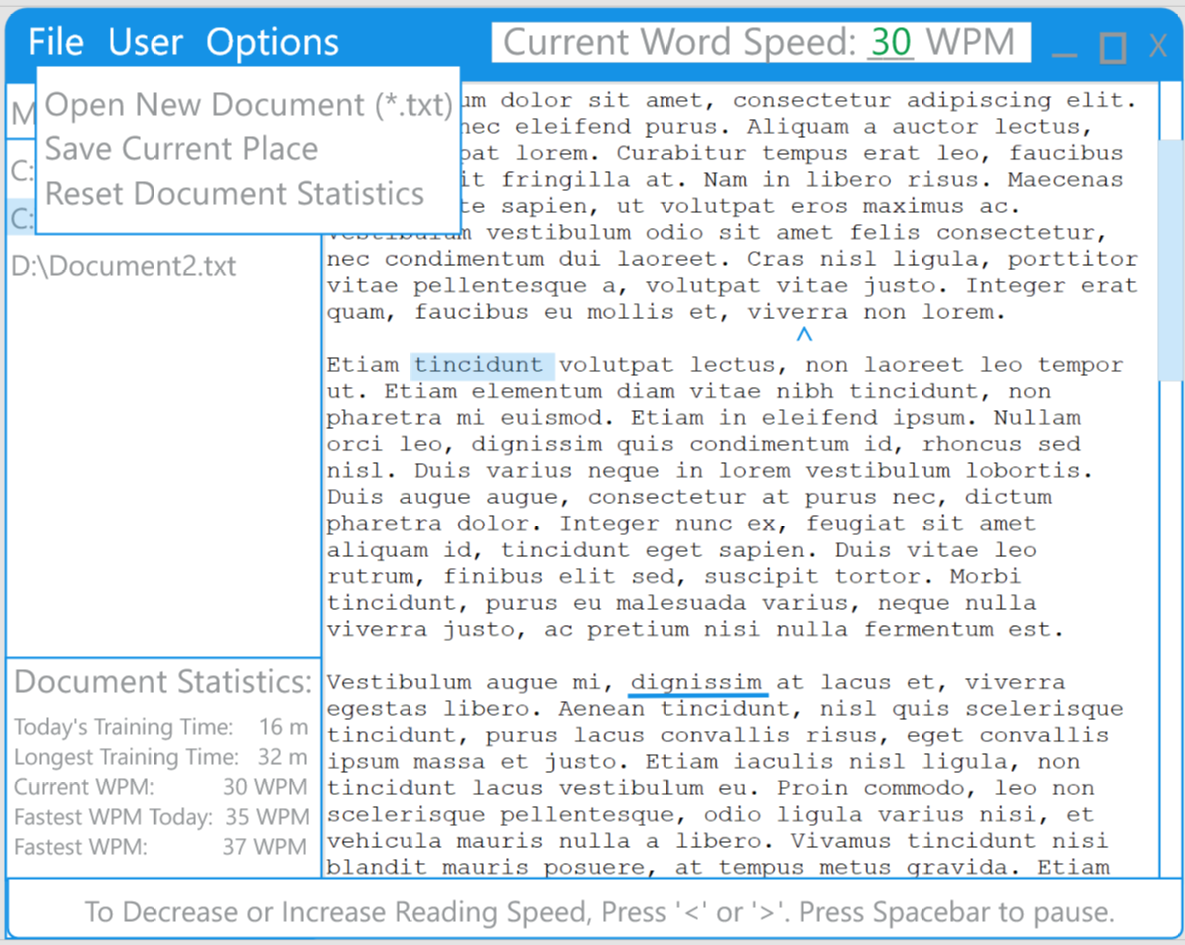 File User Options
Current Word Speed: 30 WPM
X
Open New Document (*.txt)
Save Current Place
Reset Document Statistics
M
C:
C:
D:\Document2.txt
Document Statistics:
Today's Training Time: 16 m
Longest Training Time: 32 m
Current WPM: 30 WPM
Fastest WPM Today: 35 WPM
Fastest WPM: 37 WPM
um dolor sit amet, consectetur adipiscing elit.
nec eleifend purus. Aliquam a auctor lectus,
pat lorem. Curabitur tempus erat leo, faucibus
it fringilla at. Nam in libero risus. Maecenas
te sapien, ut volutpat eros maximus ac.
Vestibulum vestibulum odio sit amet felis consectetur,
nec condimentum dui laoreet. Cras nisl ligula, porttitor
vitae pellentesque a, volutpat vitae justo. Integer erat
quam, faucibus eu mollis et, viverra non lorem.
^
Etiam tincidunt volutpat lectus, non laoreet leo tempor
ut. Etiam elementum diam vitae nibh tincidunt, non
pharetra mi euismod. Etiam in eleifend ipsum. Nullam
orci leo, dignissim quis condimentum id, rhoncus sed
nisl. Duis varius neque in lorem vestibulum lobortis.
Duis augue augue, consectetur at purus nec, dictum
pharetra dolor. Integer nunc ex, feugiat sit amet
aliquam id, tincidunt eget sapien. Duis vitae leo
rutrum, finibus elit sed, suscipit tortor. Morbi
tincidunt, purus eu malesuada varius, neque nulla
viverra justo, ac pretium nisi nulla fermentum est.
Vestibulum augue mi, dignissim at lacus et, viverra
egestas libero. Aenean tincidunt, nisl quis scelerisque
tincidunt, purus lacus convallis risus, eget convallis
ipsum massa et justo. Etiam iaculis nisl ligula, non
tincidunt lacus vestibulum eu. Proin commodo, leo non
scelerisque pellentesque, odio ligula varius nisi, et
vehicula mauris nulla a libero. Vivamus tincidunt nisi
blandit mauris posuere, at tempus metus gravida. Etiam
To Decrease or Increase Reading Speed, Press '<' or '>'. Press Spacebar to pause.